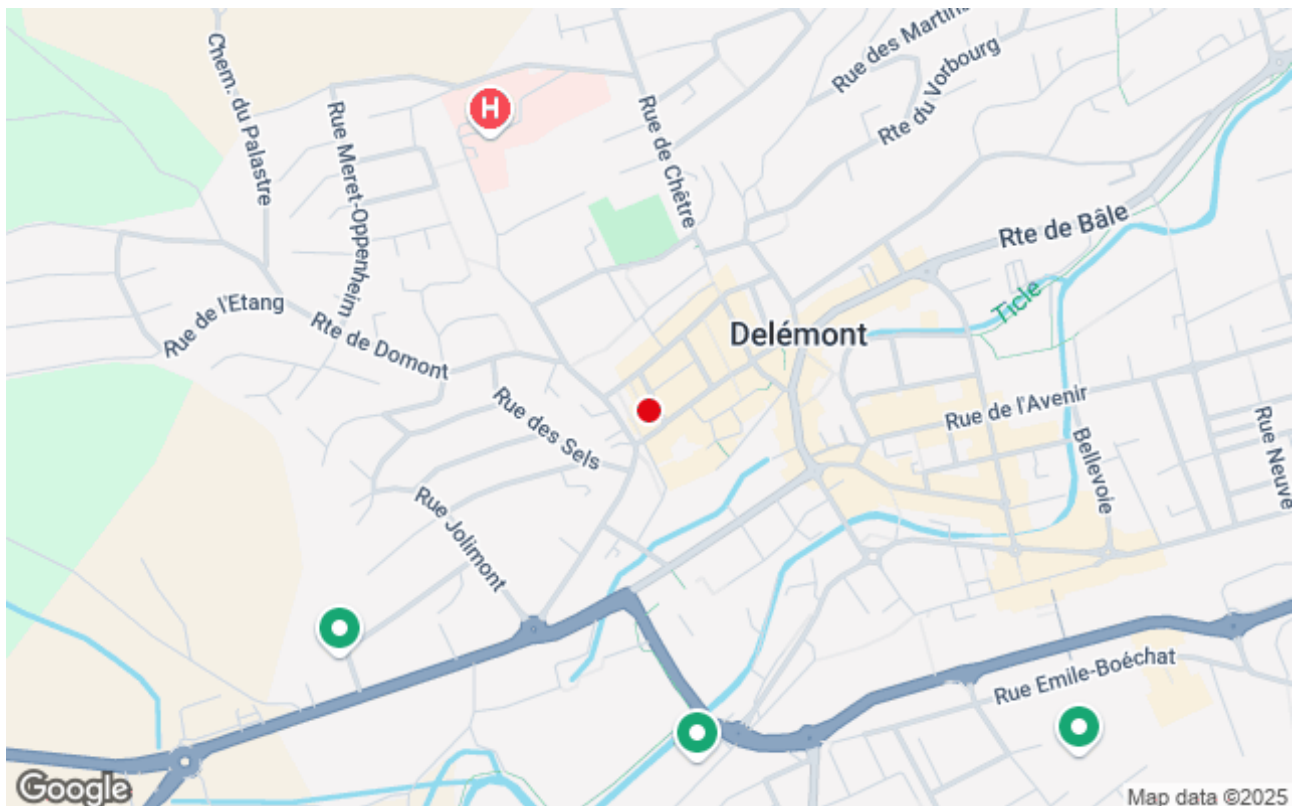 Chem. du Palastre
Rue Meret-Oppenheim
H
Rue de Chêtre
Rue des Martins
Rte du Vorbourg
Rte de Bâle
Ticle
Rue de l'Etang
Rte de Domont
Delémont
Rue des Sels
Rue de l'Avenir
Bellevoie
Rue Neuve
Rue Jolimont
Rue Emile-Boéchat
Google
Map data ©2025